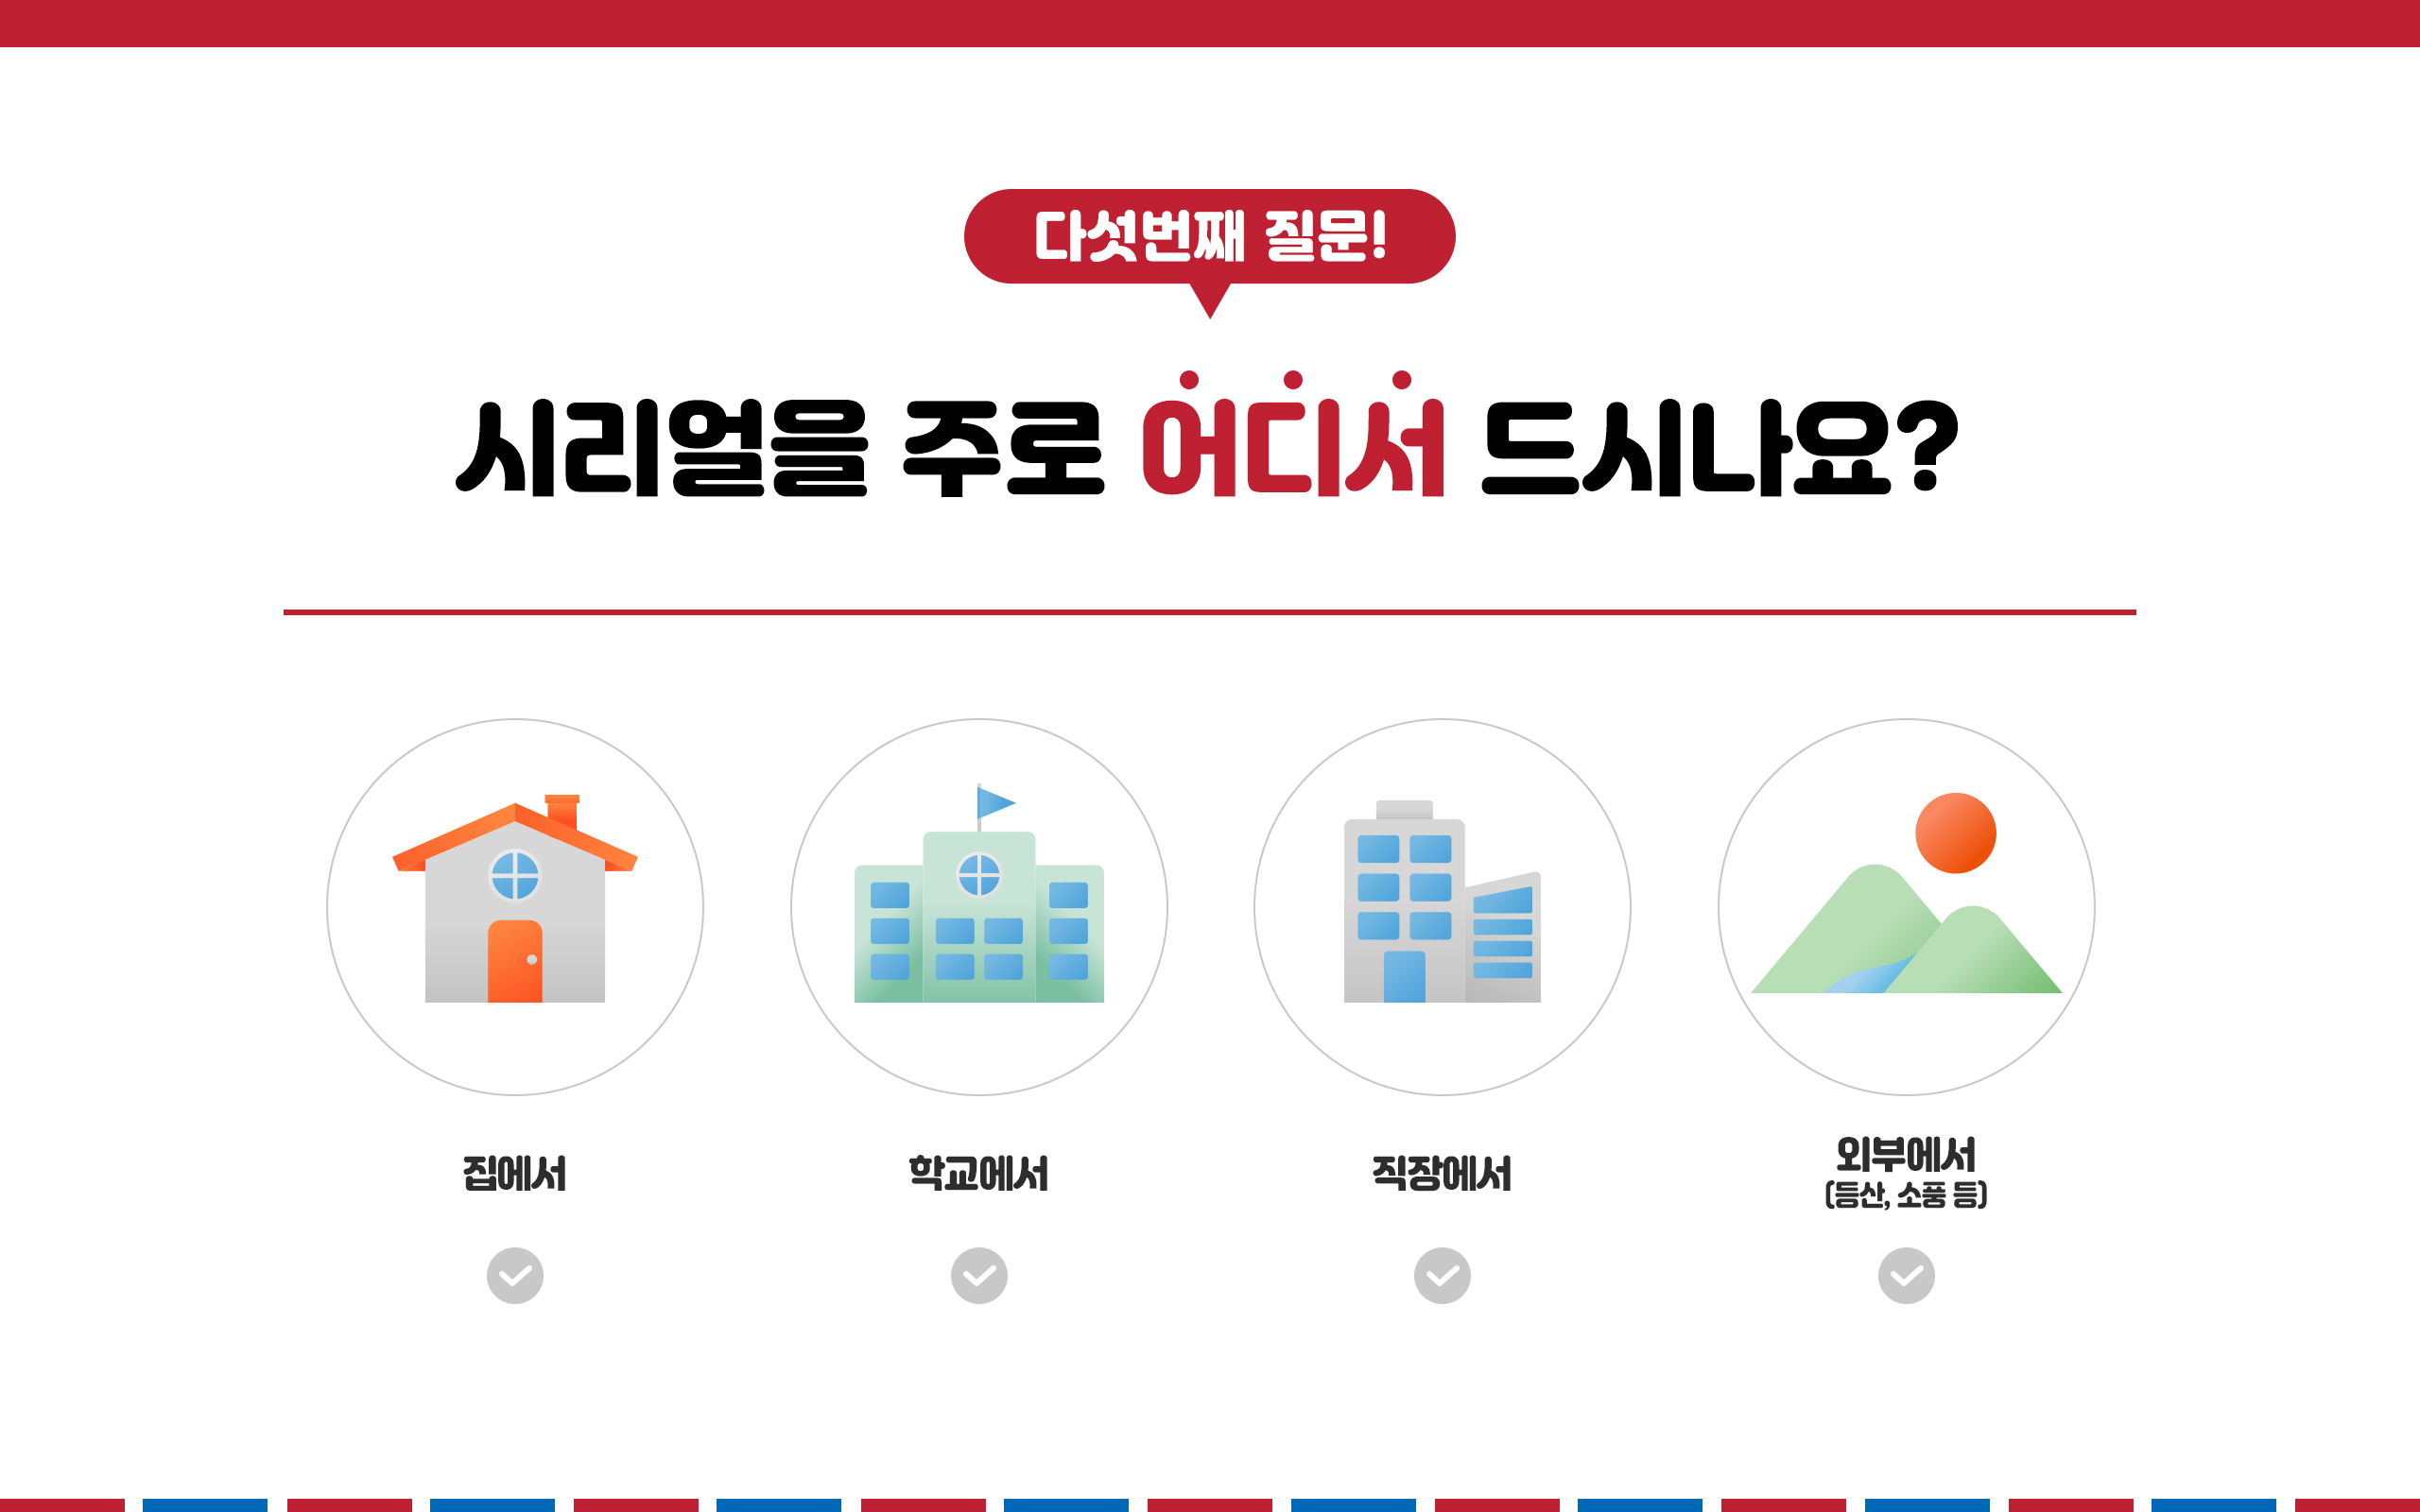 다섯번째 질문!
시리얼을 주로 어디서 드시나요?
집에서
학교에서
직장에서
외부에서
(등산, 소풍 등)